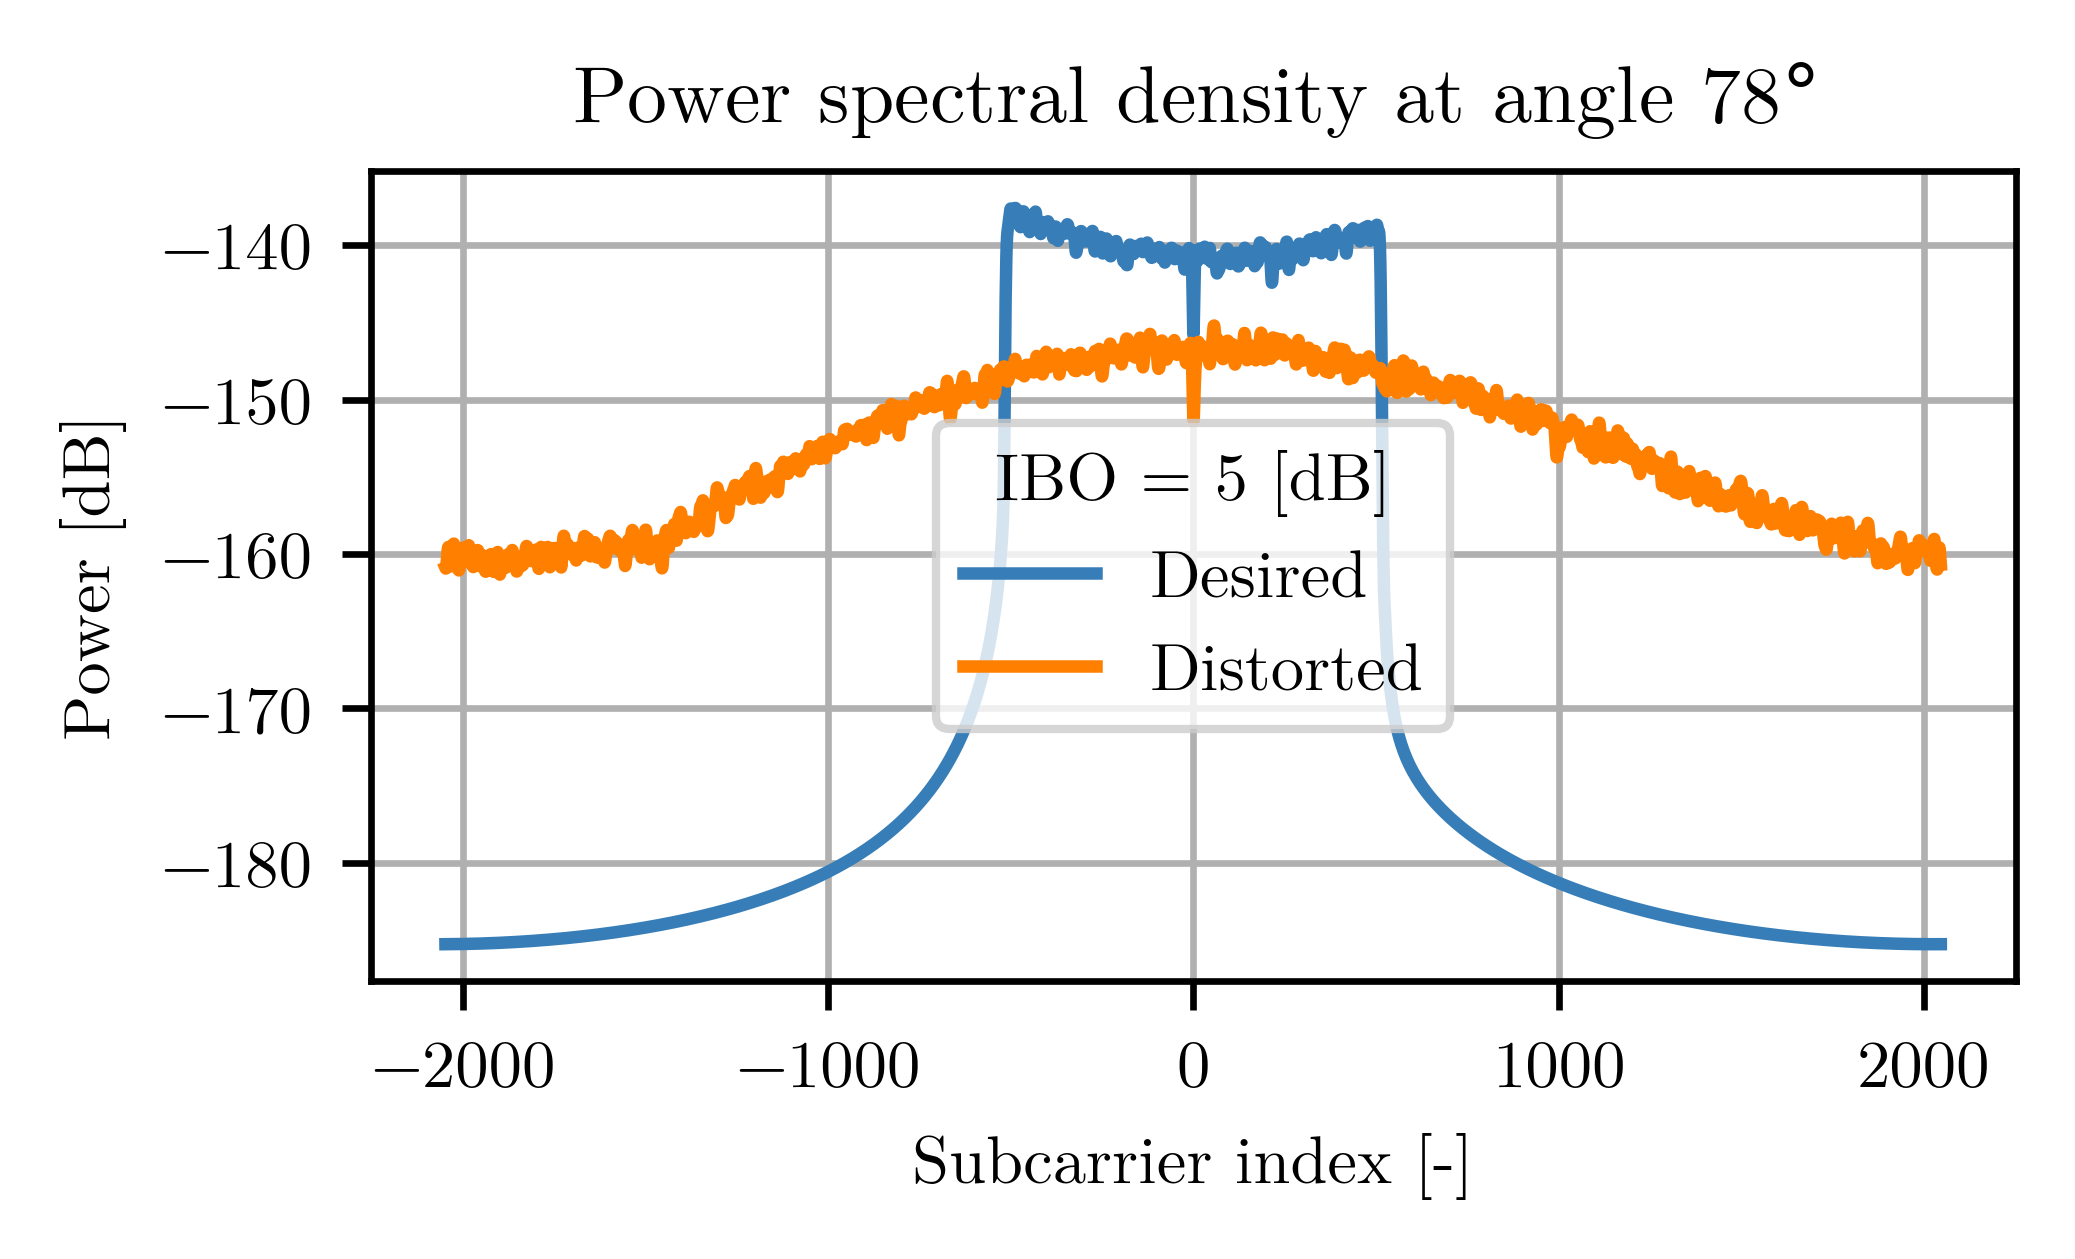 Power spectral density at angle 78°
Power [dB]
−140
−150
−160
−170
−180
IBO = 5 [dB]
Desired
Distorted
−2000 −1000 0 1000 2000
Subcarrier index [-]